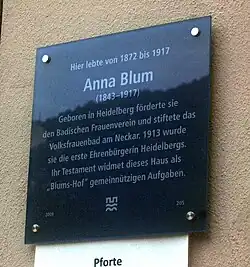 Hier lebte von 1872 bis 1917
Anna Blum
(1843–1917)
Geboren in Heidelberg förderte sie
den Badischen Frauenverein und stiftete das
Volksfrauenbad am Neckar. 1913 wurde
sie die erste Ehrenbürgerin Heidelbergs.
Ihr Testament widmet dieses Haus als
„Blums-Hof“ gemeinnützigen Aufgaben.
Pforte